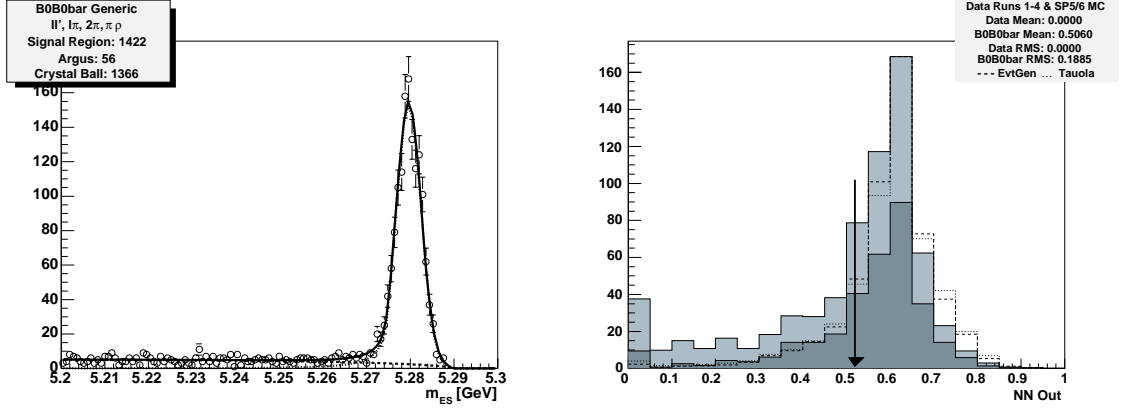 B0B0bar Generic
ll', lπ, 2π, π ρ
Signal Region: 1422
Argus: 56
Crystal Ball: 1366
160
140
120
100
80
60
40
20
0
5.2 5.21 5.22 5.23 5.24 5.25 5.26 5.27 5.28 5.29 5.3
m_ES [GeV]
Data Runs 1-4 & SP5/6 MC
Data Mean: 0.0000
B0B0bar Mean: 0.5060
Data RMS: 0.0000
B0B0bar RMS: 0.1885
---- EvtGen ... Tauola
160
140
120
100
80
60
40
20
0
0 0.1 0.2 0.3 0.4 0.5 0.6 0.7 0.8 0.9 1
NN Out